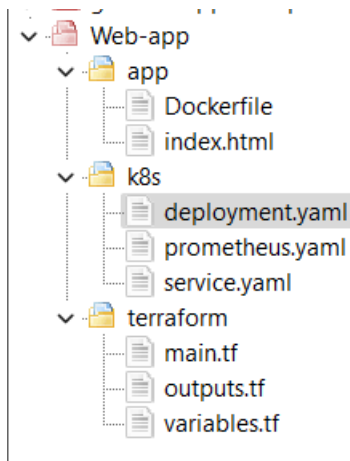 Web-app
app
Dockerfile
index.html
k8s
deployment.yaml
prometheus.yaml
service.yaml
terraform
main.tf
outputs.tf
variables.tf